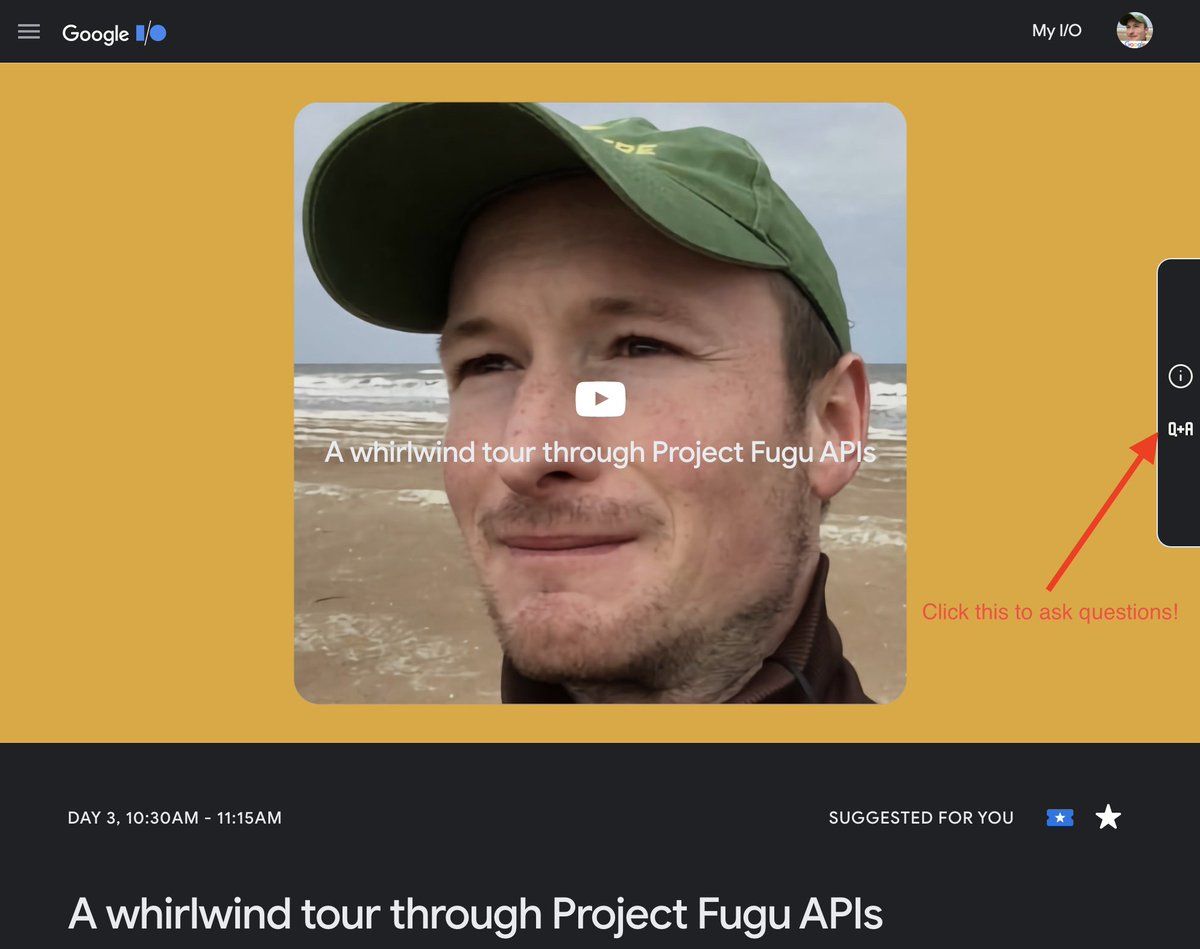 Google I/O
My I/O
A whirlwind tour through Project Fugu APIs
Q+A
Click this to ask questions!
DAY 3, 10:30AM - 11:15AM
SUGGESTED FOR YOU
A whirlwind tour through Project Fugu APIs